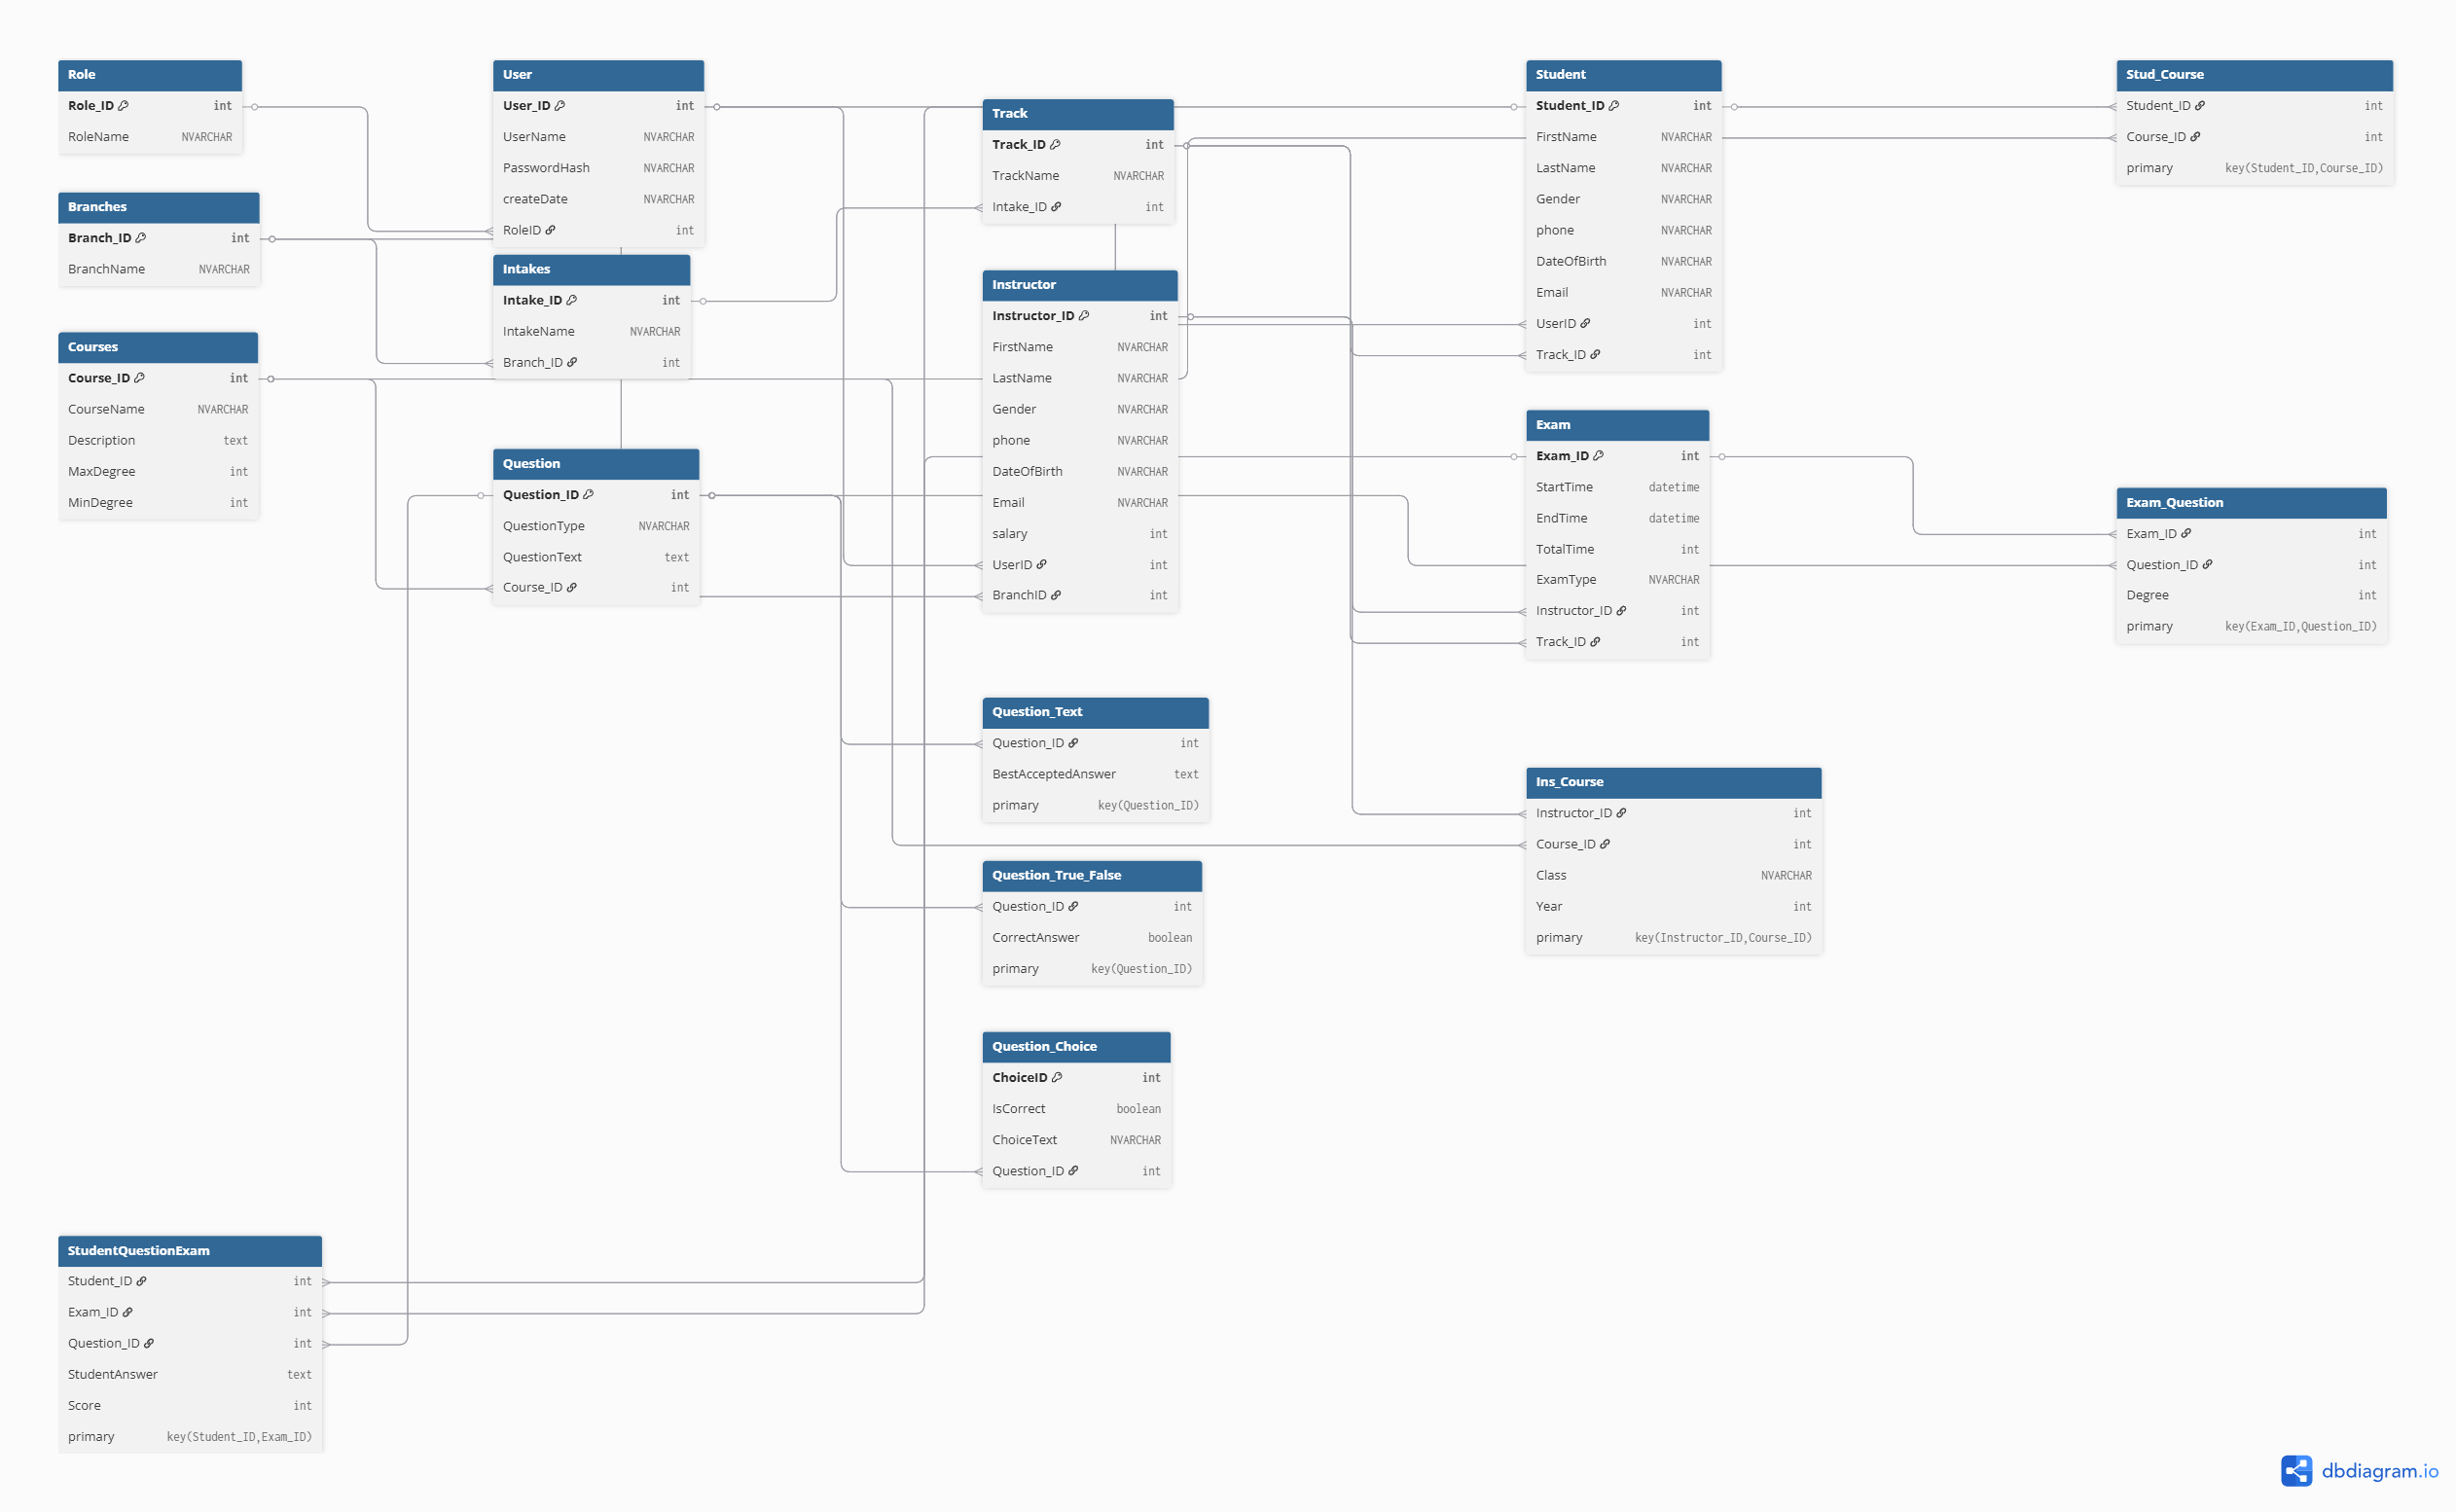 Role
Role_ID int
RoleName NVARCHAR
Branches
Branch_ID int
BranchName NVARCHAR
Courses
Course_ID int
CourseName NVARCHAR
Description text
MaxDegree int
MinDegree int
User
User_ID int
UserName NVARCHAR
PasswordHash NVARCHAR
createDate NVARCHAR
RoleID int
Intakes
Intake_ID int
IntakeName NVARCHAR
Branch_ID int
Question
Question_ID int
QuestionType NVARCHAR
QuestionText text
Course_ID int
Track
Track_ID int
TrackName NVARCHAR
Intake_ID int
Instructor
Instructor_ID int
FirstName NVARCHAR
LastName NVARCHAR
Gender NVARCHAR
phone NVARCHAR
DateOfBirth NVARCHAR
Email NVARCHAR
salary int
UserID int
BranchID int
Question_Text
Question_ID int
BestAcceptedAnswer text
primary key(Question_ID)
Question_True_False
Question_ID int
CorrectAnswer boolean
primary key(Question_ID)
Question_Choice
ChoiceID int
IsCorrect boolean
ChoiceText NVARCHAR
Question_ID int
Student
Student_ID int
FirstName NVARCHAR
LastName NVARCHAR
Gender NVARCHAR
phone NVARCHAR
DateOfBirth NVARCHAR
Email NVARCHAR
UserID int
Track_ID int
Exam
Exam_ID int
StartTime datetime
EndTime datetime
TotalTime int
ExamType NVARCHAR
Instructor_ID int
Track_ID int
Ins_Course
Instructor_ID int
Course_ID int
Class NVARCHAR
Year int
primary key(Instructor_ID,Course_ID)
Stud_Course
Student_ID int
Course_ID int
primary key(Student_ID,Course_ID)
Exam_Question
Exam_ID int
Question_ID int
Degree int
primary key(Exam_ID,Question_ID)
StudentQuestionExam
Student_ID int
Exam_ID int
Question_ID int
StudentAnswer text
Score int
primary key(Student_ID,Exam_ID)
dbdiagram.io